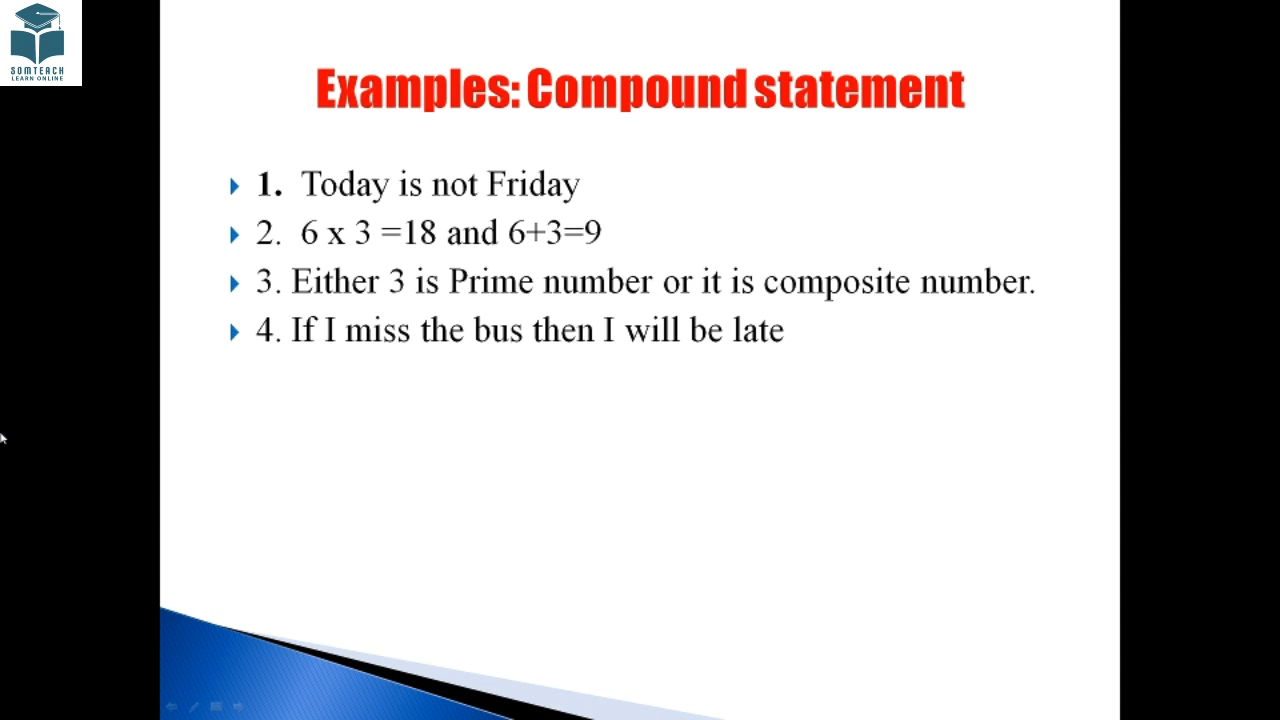 SOMTEACH
LEARN ONLINE
Examples: Compound statement
1. Today is not Friday
2. 6 x 3 =18 and 6+3=9
3. Either 3 is Prime number or it is composite number.
4. If I miss the bus then I will be late